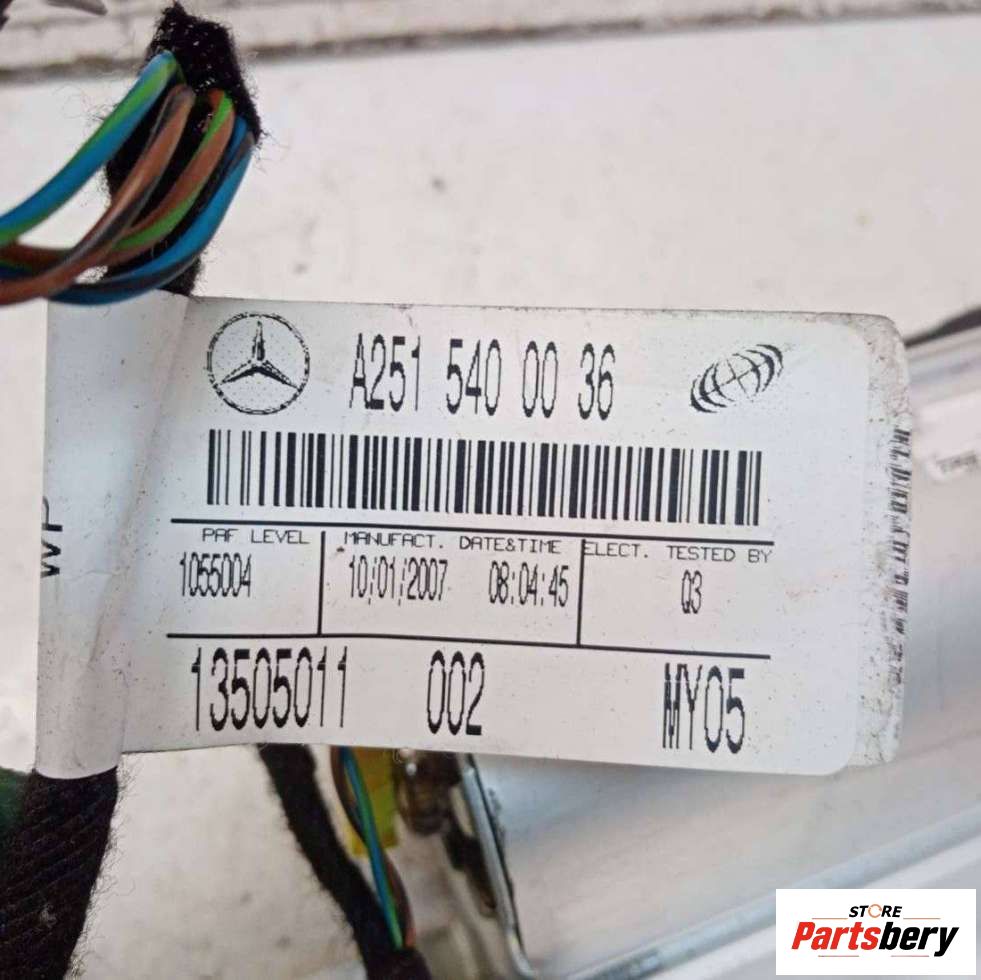 A251 540 00 36
PAF LEVEL MANUFACT. DATE&TIME ELECT. TESTED BY
1055004 10/01/2007 08:04:45 Q3
13505011 002 MY05
WP
STORE
Partsbery